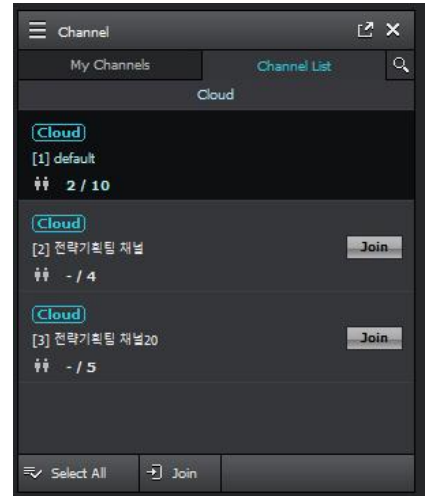 Channel
My Channels Channel List
Cloud
Cloud
[1] default
2 / 10
Cloud
[2] 전략기획팀 채널
Join
- / 4
Cloud
[3] 전략기획팀 채널20
Join
- / 5
Select All Join